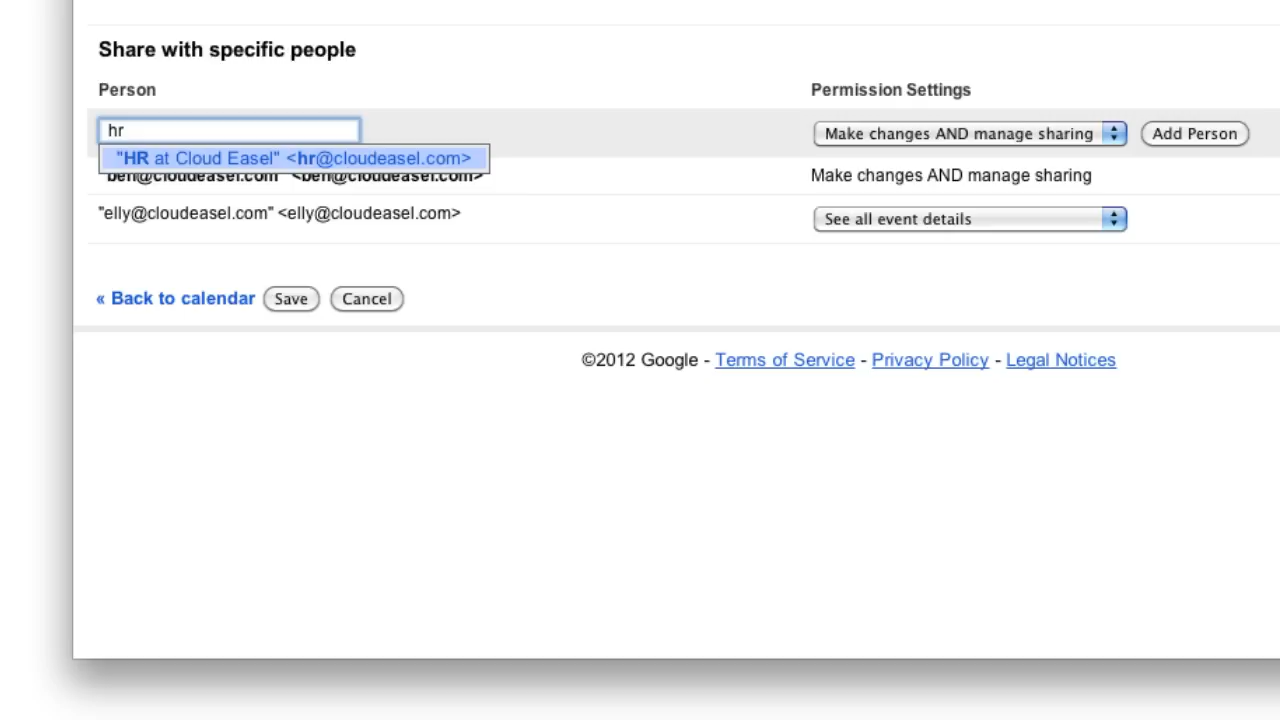 Share with specific people
Person Permission Settings
hr Make changes AND manage sharing Add Person
"HR at Cloud Easel" <hr@cloudeasel.com>
"ben@cloudeasel.com" <ben@cloudeasel.com> Make changes AND manage sharing
"elly@cloudeasel.com" <elly@cloudeasel.com> See all event details
« Back to calendar Save Cancel
©2012 Google - Terms of Service - Privacy Policy - Legal Notices